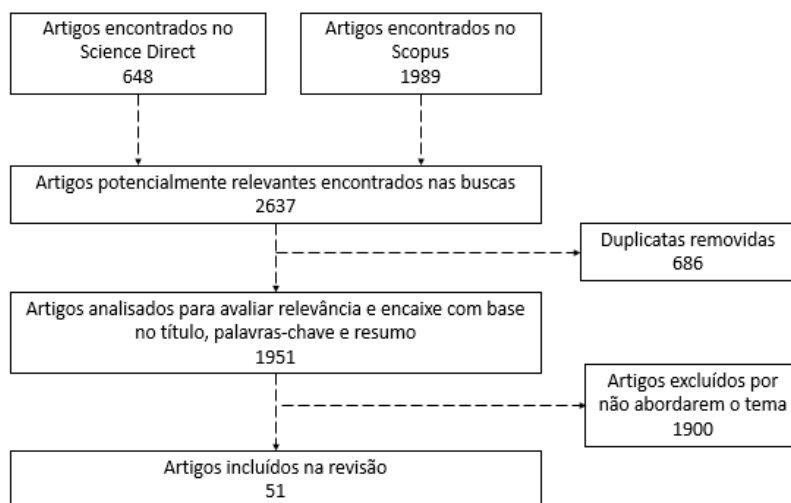 Artigos encontrados no
Science Direct
648
Artigos encontrados no
Scopus
1989
Artigos potencialmente relevantes encontrados nas buscas
2637
Duplicatas removidas
686
Artigos analisados para avaliar relevância e encaixe com base
no título, palavras-chave e resumo
1951
Artigos excluídos por
não abordarem o tema
1900
Artigos incluídos na revisão
51